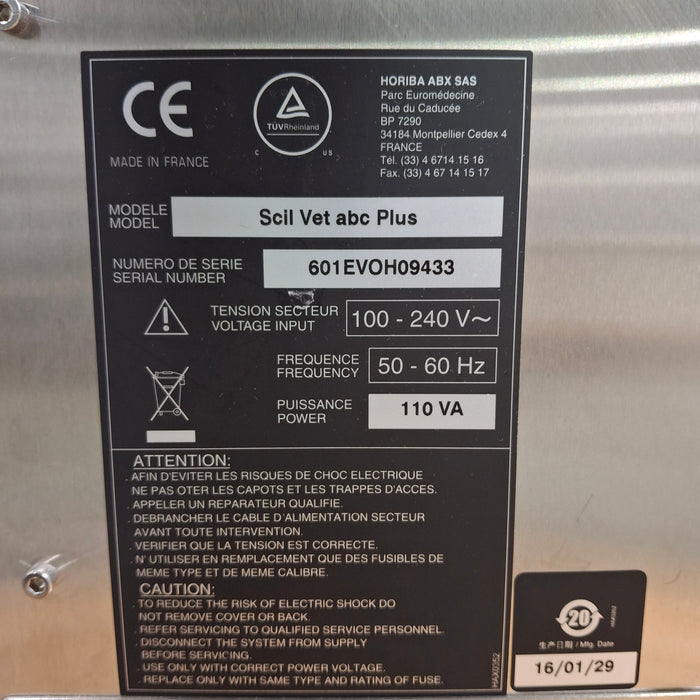 CE
MADE IN FRANCE
TÜVRheinland
C US
HORIBA ABX SAS
Parc Euromédecine
Rue du Caducée
BP 7290
34184 Montpellier Cedex 4
FRANCE
Tél. (33) 4 6714 15 16
Fax. (33) 4 67 14 15 17
MODELE
MODEL
Scil Vet abc Plus
NUMERO DE SERIE
SERIAL NUMBER
601EVOH09433
TENSION SECTEUR
VOLTAGE INPUT
100 - 240 V~
FREQUENCE
FREQUENCY
50 - 60 Hz
PUISSANCE
POWER
110 VA
ATTENTION:
. AFIN D'EVITER LES RISQUES DE CHOC ELECTRIQUE
NE PAS OTER LES CAPOTS ET LES TRAPPES D'ACCES.
. APPELER UN REPARATEUR QUALIFIE.
. DEBRANCHER LE CABLE D'ALIMENTATION SECTEUR
AVANT TOUTE INTERVENTION.
. VERIFIER QUE LA TENSION EST CORRECTE.
. N' UTILISER EN REMPLACEMENT QUE DES FUSIBLES DE
MEME TYPE ET DE MEME CALIBRE.
CAUTION:
. TO REDUCE THE RISK OF ELECTRIC SHOCK DO
NOT REMOVE COVER OR BACK.
. REFER SERVICING TO QUALIFIED SERVICE PERSONNEL.
. DISCONNECT THE SYSTEM FROM SUPPLY
BEFORE SERVICING.
. USE ONLY WITH CORRECT POWER VOLTAGE.
. REPLACE ONLY WITH SAME TYPE AND RATING OF FUSE.
HAX0352
20
生产日期 / Mfg. Date
16/01/29